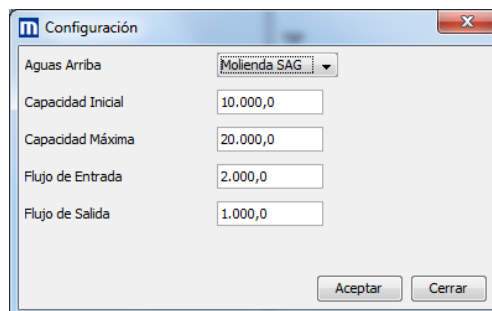 m Configuración
Aguas Arriba Molienda SAG
Capacidad Inicial 10.000,0
Capacidad Máxima 20.000,0
Flujo de Entrada 2.000,0
Flujo de Salida 1.000,0
Aceptar Cerrar